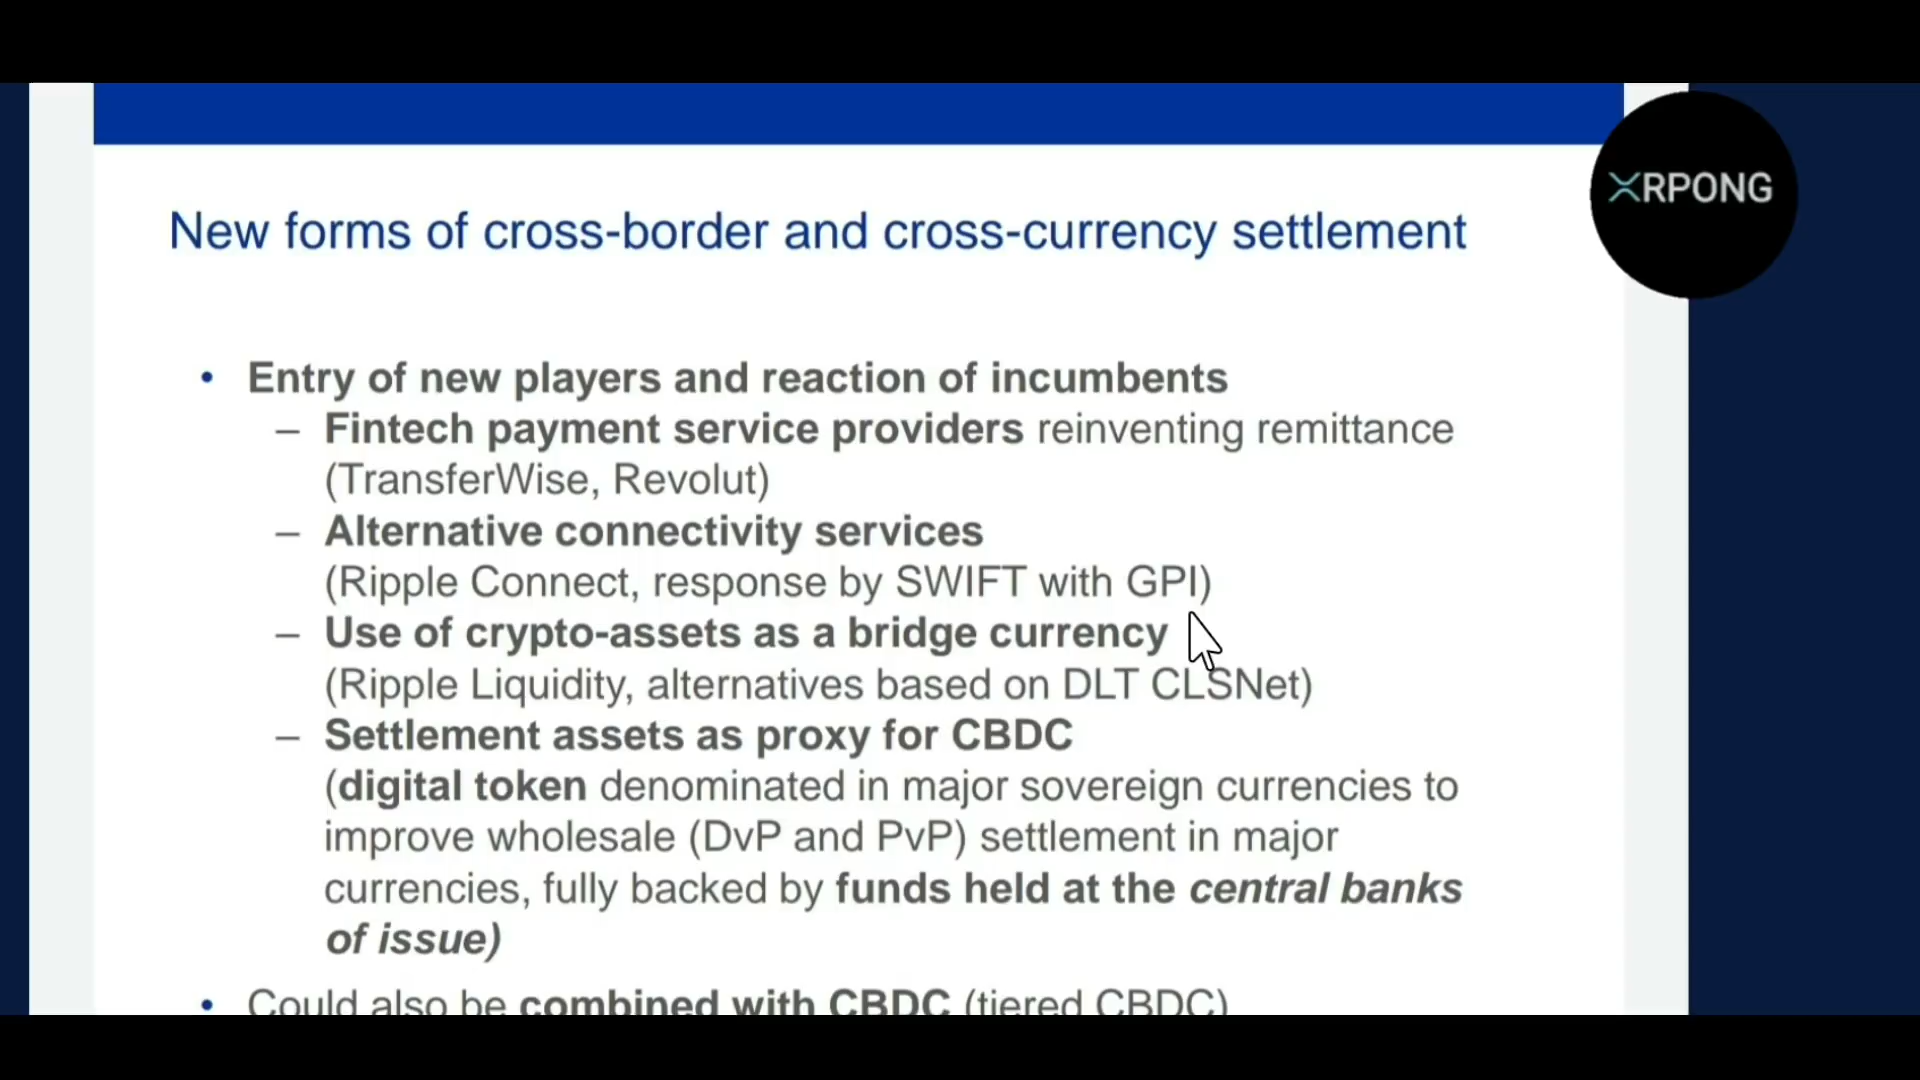 XRPONG
New forms of cross-border and cross-currency settlement
• Entry of new players and reaction of incumbents
– Fintech payment service providers reinventing remittance
(TransferWise, Revolut)
– Alternative connectivity services
(Ripple Connect, response by SWIFT with GPI)
– Use of crypto-assets as a bridge currency
(Ripple Liquidity, alternatives based on DLT CLSNet)
– Settlement assets as proxy for CBDC
(digital token denominated in major sovereign currencies to
improve wholesale (DvP and PvP) settlement in major
currencies, fully backed by funds held at the central banks
of issue)
• Could also be combined with CBDC (tiered CBDC)